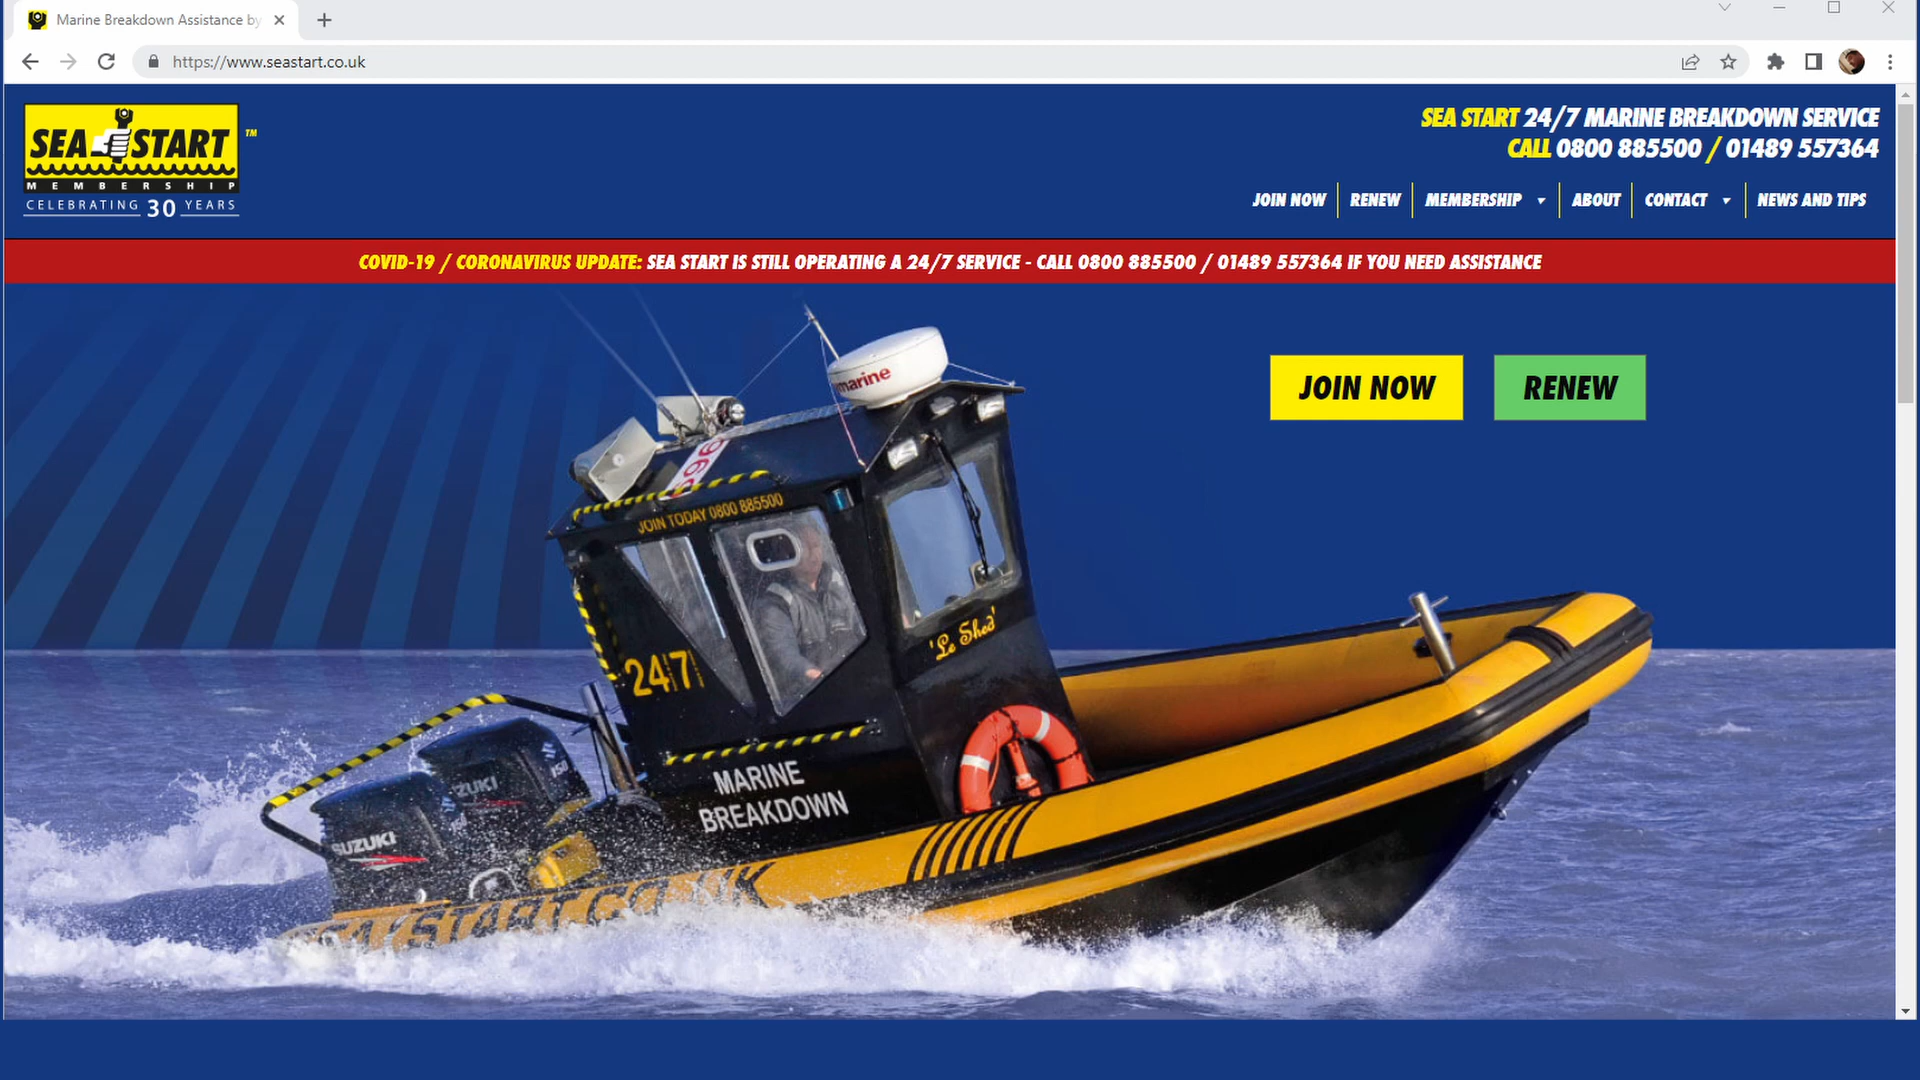 Marine Breakdown Assistance by
https://www.seastart.co.uk
SEA START TM
MEMBERSHIP
CELEBRATING 30 YEARS
SEA START 24/7 MARINE BREAKDOWN SERVICE
CALL 0800 885500 / 01489 557364
JOIN NOW
RENEW
MEMBERSHIP
ABOUT
CONTACT
NEWS AND TIPS
COVID-19 / CORONAVIRUS UPDATE: SEA START IS STILL OPERATING A 24/7 SERVICE - CALL 0800 885500 / 01489 557364 IF YOU NEED ASSISTANCE
JOIN NOW
RENEW
JOIN TODAY 0800 885500
'Le Shed'
24/7
MARINE
BREAKDOWN
SUZUKI
150